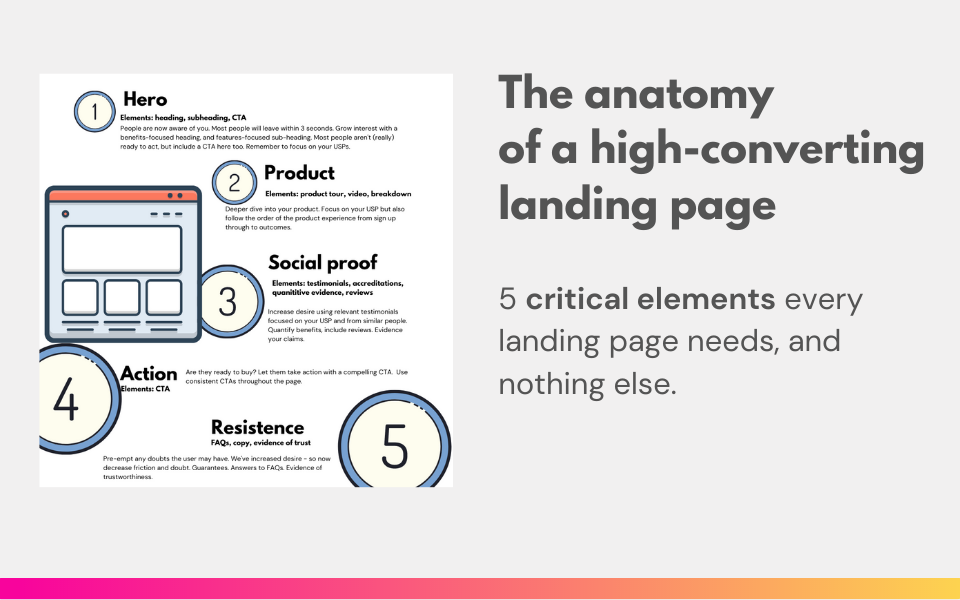 1
Hero
Elements: heading, subheading, CTA
People are now aware of you. Most people will leave within 3 seconds. Grow interest with a
benefits-focused heading, and features-focused sub-heading. Most people aren't (really)
ready to act, but include a CTA here too. Remember to focus on your USPs.
2
Product
Elements: product tour, video, breakdown
Deeper dive into your product. Focus on your USP but also
follow the order of the product experience from sign up
through to outcomes.
3
Social proof
Elements: testimonials, accreditations,
quanititive evidence, reviews
Increase desire using relevant testimonials
focused on your USP and from similar people.
Quantify benefits, include reviews. Evidence
your claims.
4
Action
Elements: CTA
Are they ready to buy? Let them take action with a compelling CTA. Use
consistent CTAs throughout the page.
5
Resistence
FAQs, copy, evidence of trust
Pre-empt any doubts the user may have. We've increased desire - so now
decrease friction and doubt. Guarantees. Answers to FAQs. Evidence of
trustworthiness.
The anatomy
of a high-converting
landing page
5 critical elements every
landing page needs, and
nothing else.